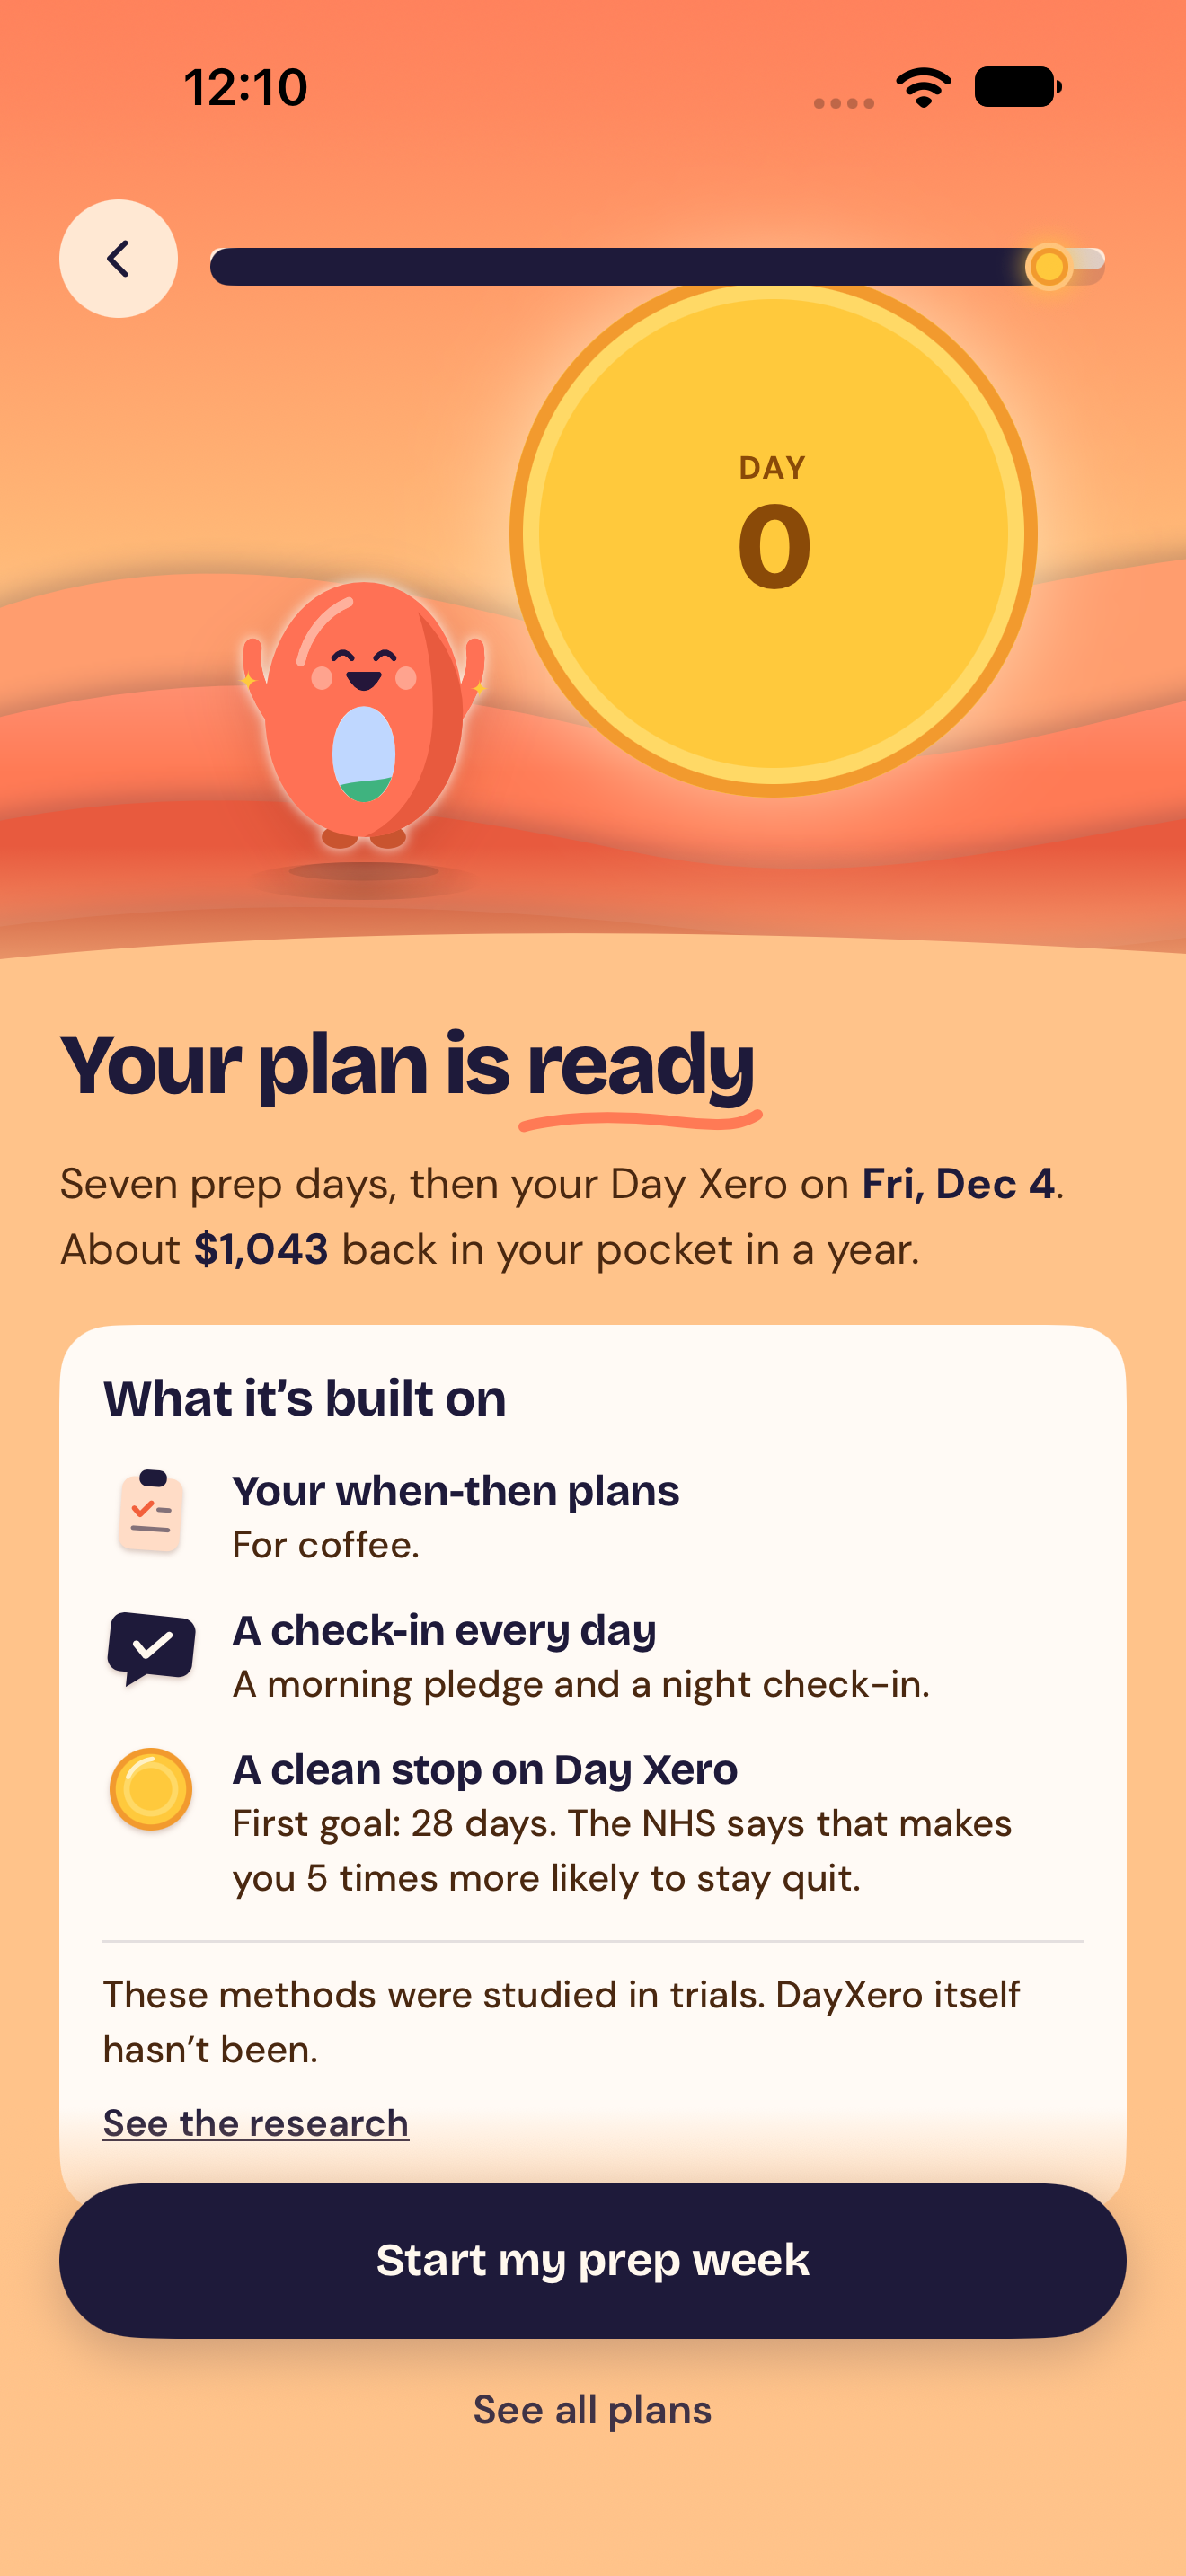 12:10
DAY
0
Your plan is ready
Seven prep days, then your Day Xero on Fri, Dec 4.
About $1,043 back in your pocket in a year.
What it’s built on
Your when-then plans
For coffee.
A check-in every day
A morning pledge and a night check-in.
A clean stop on Day Xero
First goal: 28 days. The NHS says that makes
you 5 times more likely to stay quit.
These methods were studied in trials. DayXero itself
hasn’t been.
See the research
Start my prep week
See all plans